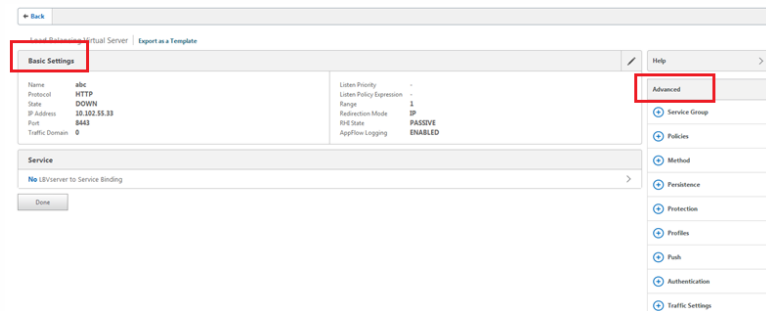 Back
Load Balancing Virtual Server | Export as a Template
Basic Settings
Name abc
Protocol HTTP
State DOWN
IP Address 10.102.55.33
Port 8443
Traffic Domain 0
Listen Priority -
Listen Policy Expression -
Range 1
Redirection Mode IP
RHI State PASSIVE
AppFlow Logging ENABLED
Service
No LBVserver to Service Binding
Done
Help
Advanced
Service Group
Policies
Method
Persistence
Protection
Profiles
Push
Authentication
Traffic Settings